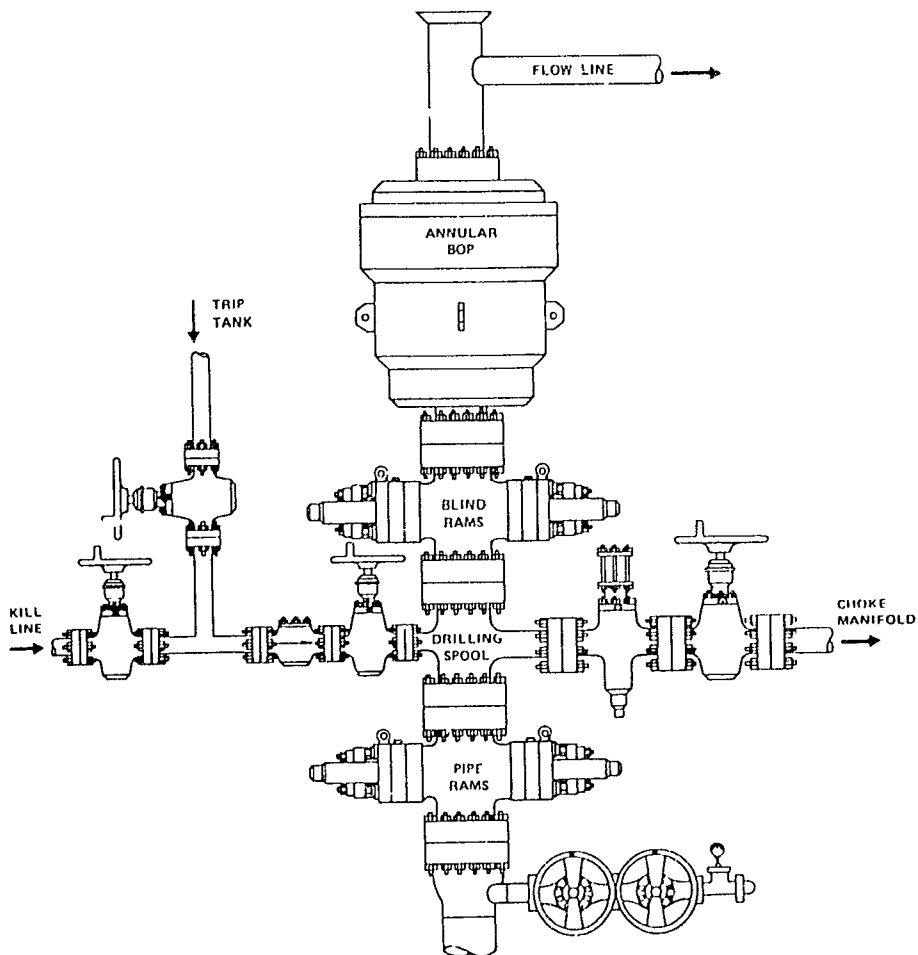 FLOW LINE
ANNULAR
BOP
TRIP
TANK
BLIND
RAMS
KILL
LINE
DRILLING
SPOOL
CHOKE
MANIFOLD
PIPE
RAMS